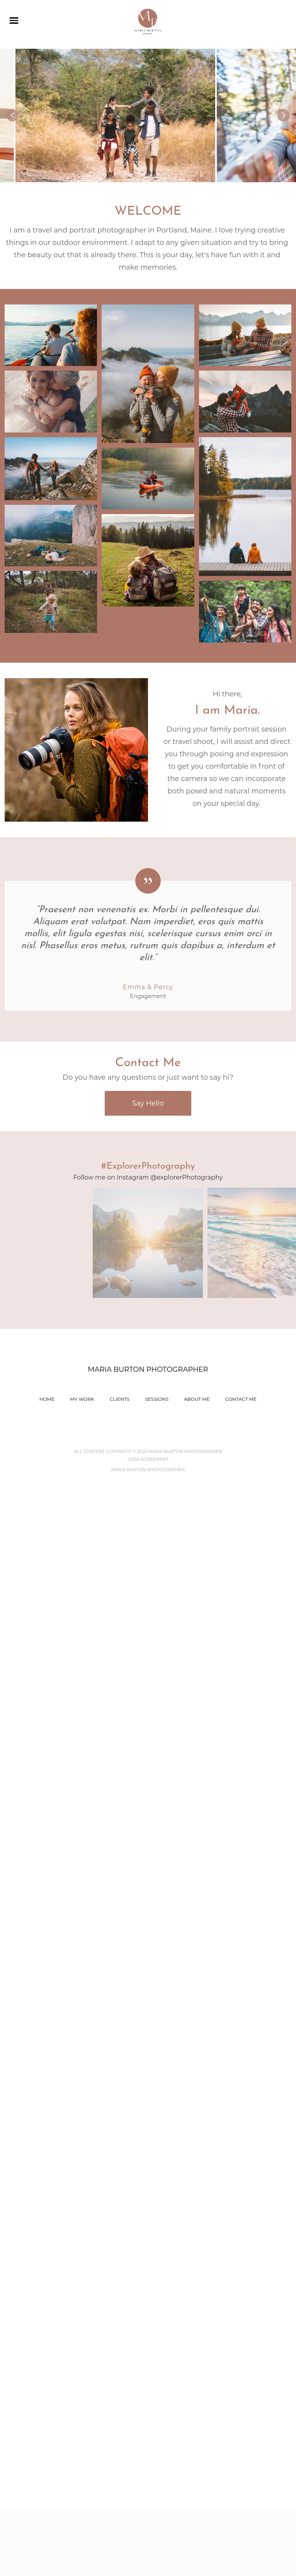 MARIA BURTON
WELCOME
I am a travel and portrait photographer in Portland, Maine. I love trying creative
things in our outdoor environment. I adapt to any given situation and try to bring
the beauty out that is already there. This is your day, let's have fun with it and
make memories.
Hi there,
I am Maria.
During your family portrait session
or travel shoot, I will assist and direct
you through posing and expression
to get you comfortable in front of
the camera so we can incorporate
both posed and natural moments
on your special day.
"Praesent non venenatis ex. Morbi in pellentesque dui.
Aliquam erat volutpat. Nam imperdiet, eros quis mattis
mollis, elit ligula egestas nisi, scelerisque cursus enim orci in
nisl. Phasellus eros metus, rutrum quis dapibus a, interdum et
elit."
Emma & Percy
Engagement
Contact Me
Do you have any questions or just want to say hi?
Say Hello
#ExplorerPhotography
Follow me on Instagram @explorerPhotography
MARIA BURTON PHOTOGRAPHER
HOME MY WORK CLIENTS SESSIONS ABOUT ME CONTACT ME
ALL CONTENT COPYRIGHT © 2022 MARIA BURTON PHOTOGRAPHER
USER AGREEMENT
MARIA BURTON PHOTOGRAPHER